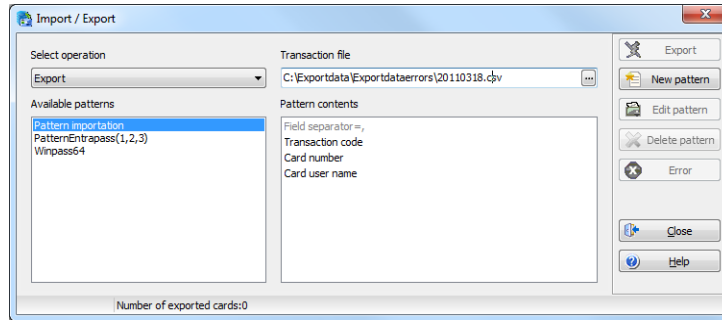 Import / Export
Select operation
Export
Transaction file
C:\Exportdata\Exportdataerrors\20110318.csv
...
Available patterns
Pattern importation
PatternEntrapass(1,2,3)
Winpass64
Pattern contents
Field separator=,
Transaction code
Card number
Card user name
Export
New pattern
Edit pattern
Delete pattern
Error
Close
Help
Number of exported cards:0